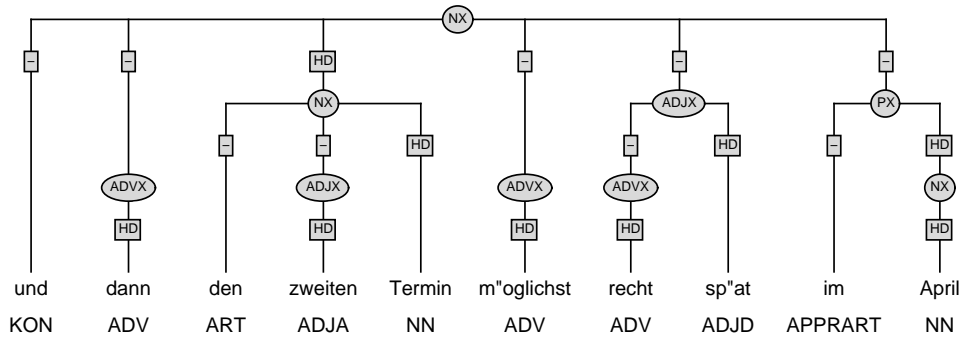 NX
– – HD – – –
NX ADJX PX
– – HD – HD – HD
ADVX ADJX ADVX ADVX NX
HD HD HD HD HD
und dann den zweiten Termin m"oglichst recht sp"at im April
KON ADV ART ADJA NN ADV ADV ADJD APPRART NN